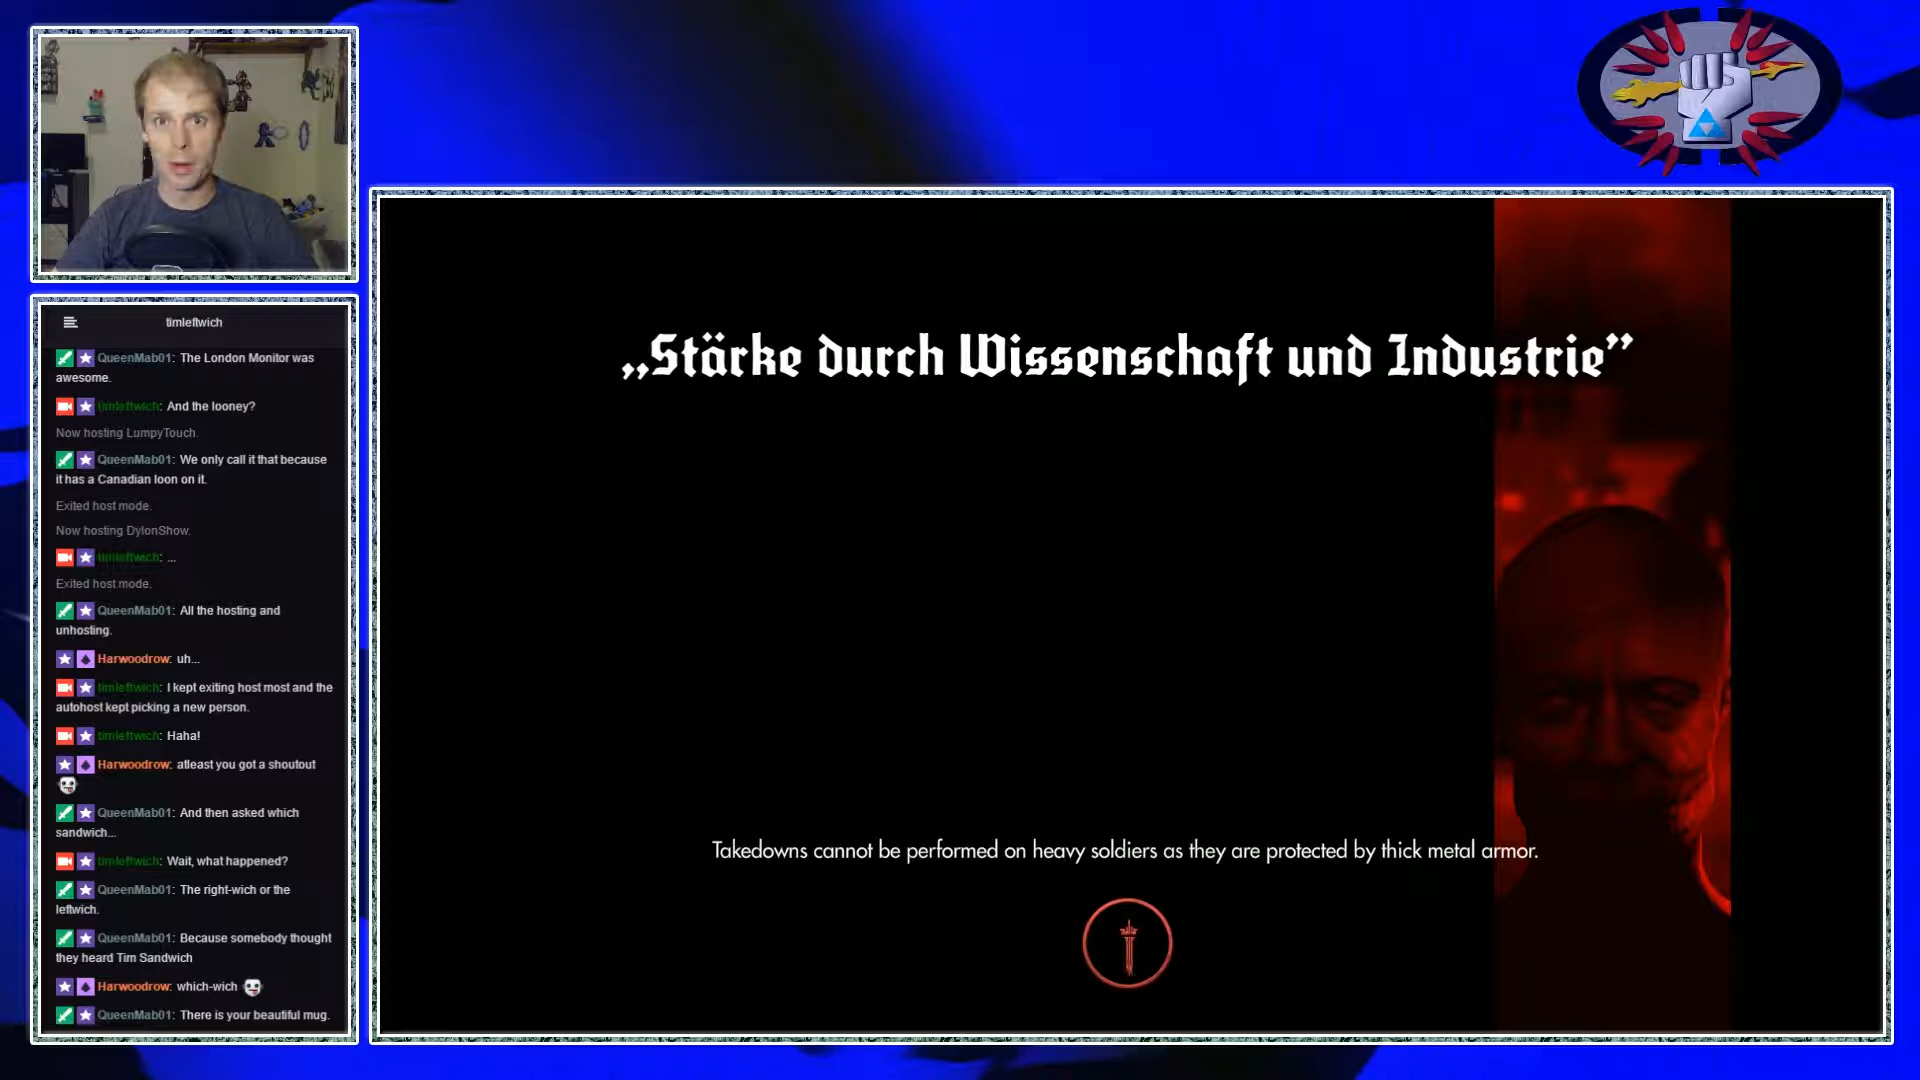 timleftwich
QueenMab01: The London Monitor was
awesome.
timleftwich: And the looney?
Now hosting LumpyTouch.
QueenMab01: We only call it that because
it has a Canadian loon on it.
Exited host mode.
Now hosting DylonShow.
timleftwich: ...
Exited host mode.
QueenMab01: All the hosting and
unhosting.
Harwoodrow: uh...
timleftwich: I kept exiting host most and the
autohost kept picking a new person.
timleftwich: Haha!
Harwoodrow: atleast you got a shoutout
QueenMab01: And then asked which
sandwich...
timleftwich: Wait, what happened?
QueenMab01: The right-wich or the
leftwich.
QueenMab01: Because somebody thought
they heard Tim Sandwich
Harwoodrow: which-wich
QueenMab01: There is your beautiful mug.
„Stärke durch Wissenschaft und Industrie”
Takedowns cannot be performed on heavy soldiers as they are protected by thick metal armor.